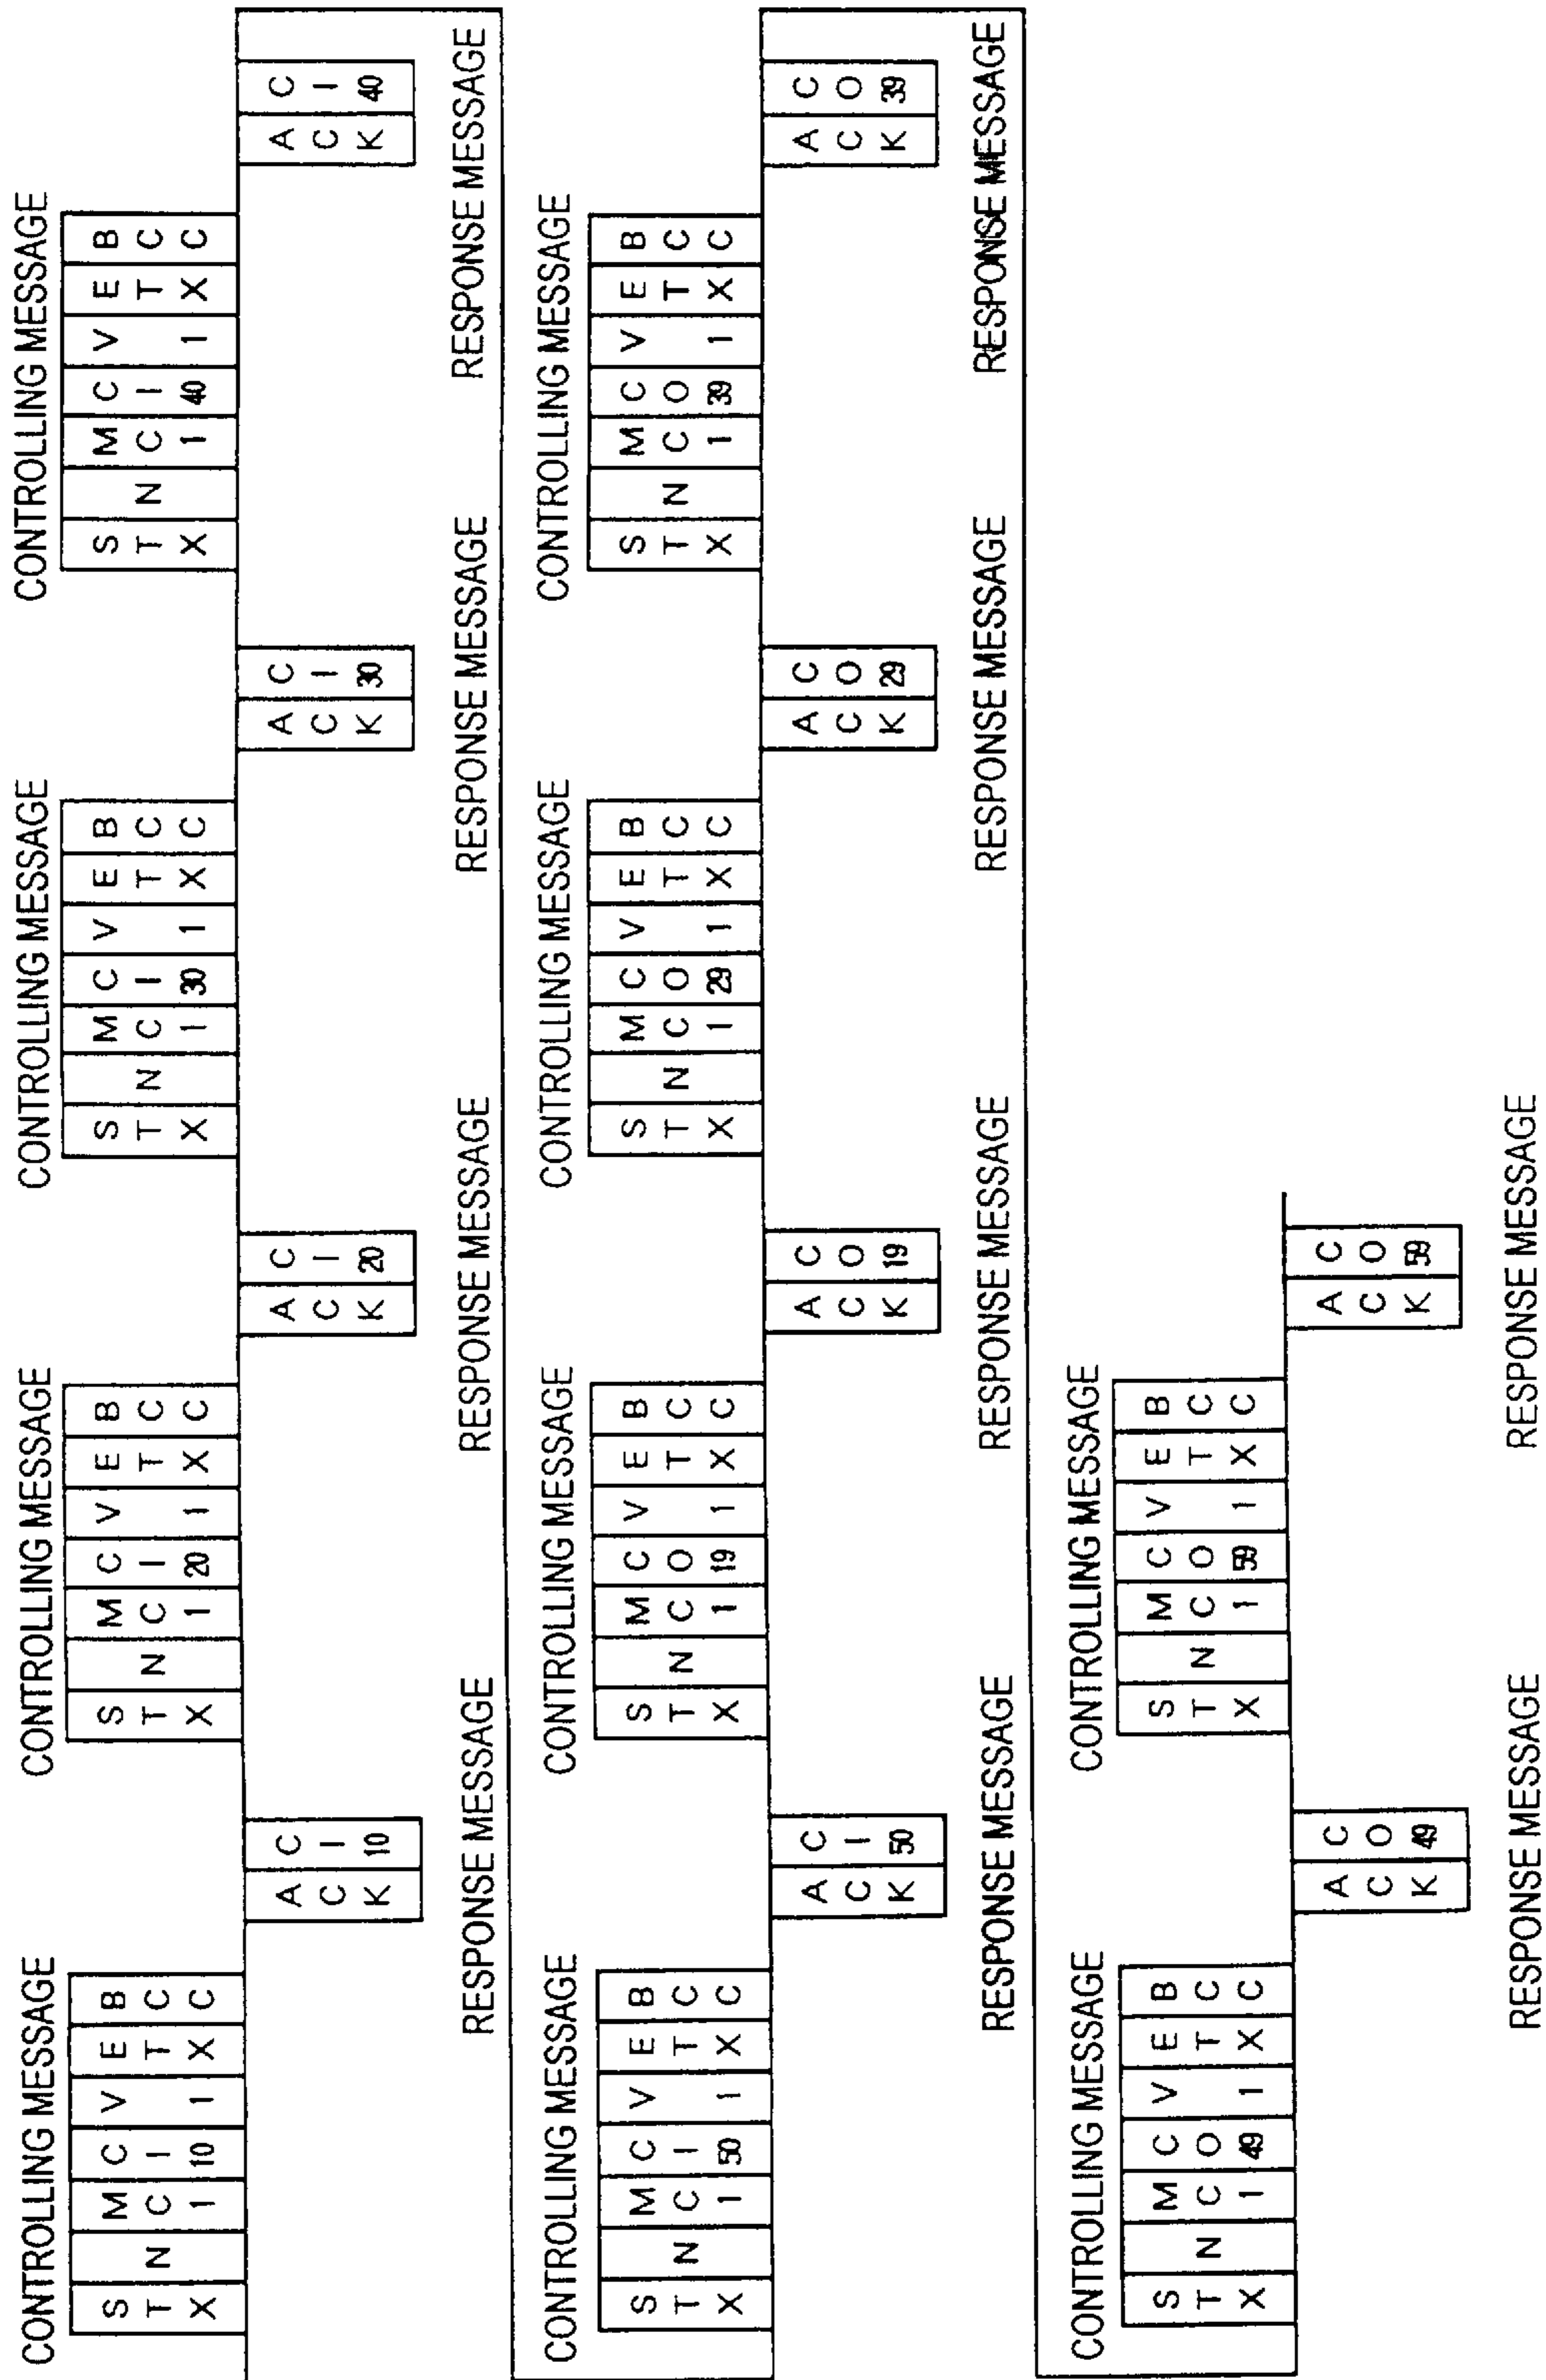 CONTROLLING MESSAGE
STX N MC1 CI10 V1 ETX BCC
ACK CI10
RESPONSE MESSAGE
CONTROLLING MESSAGE
STX N MC1 CI20 V1 ETX BCC
ACK CI20
RESPONSE MESSAGE
CONTROLLING MESSAGE
STX N MC1 CI30 V1 ETX BCC
ACK CI30
RESPONSE MESSAGE
CONTROLLING MESSAGE
STX N MC1 CI40 V1 ETX BCC
ACK CI40
RESPONSE MESSAGE
CONTROLLING MESSAGE
STX N MC1 CI50 V1 ETX BCC
ACK CI50
RESPONSE MESSAGE
CONTROLLING MESSAGE
STX N MC1 CO19 V1 ETX BCC
ACK CO19
RESPONSE MESSAGE
CONTROLLING MESSAGE
STX N MC1 CO29 V1 ETX BCC
ACK CO29
RESPONSE MESSAGE
CONTROLLING MESSAGE
STX N MC1 CO39 V1 ETX BCC
ACK CO39
RESPONSE MESSAGE
CONTROLLING MESSAGE
STX N MC1 CO49 V1 ETX BCC
ACK CO49
RESPONSE MESSAGE
CONTROLLING MESSAGE
STX N MC1 CO59 V1 ETX BCC
ACK CO59
RESPONSE MESSAGE